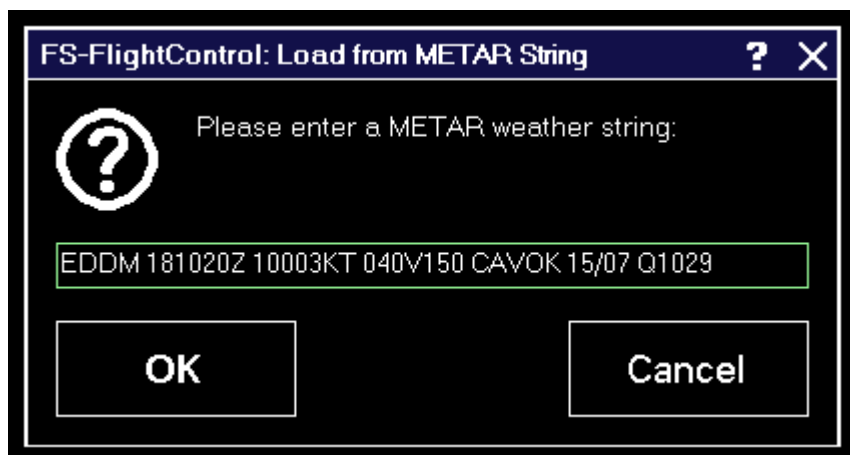 FS-FlightControl: Load from METAR String ? X
?
Please enter a METAR weather string:
EDDM 181020Z 10003KT 040V150 CAVOK 15/07 Q1029
OK Cancel